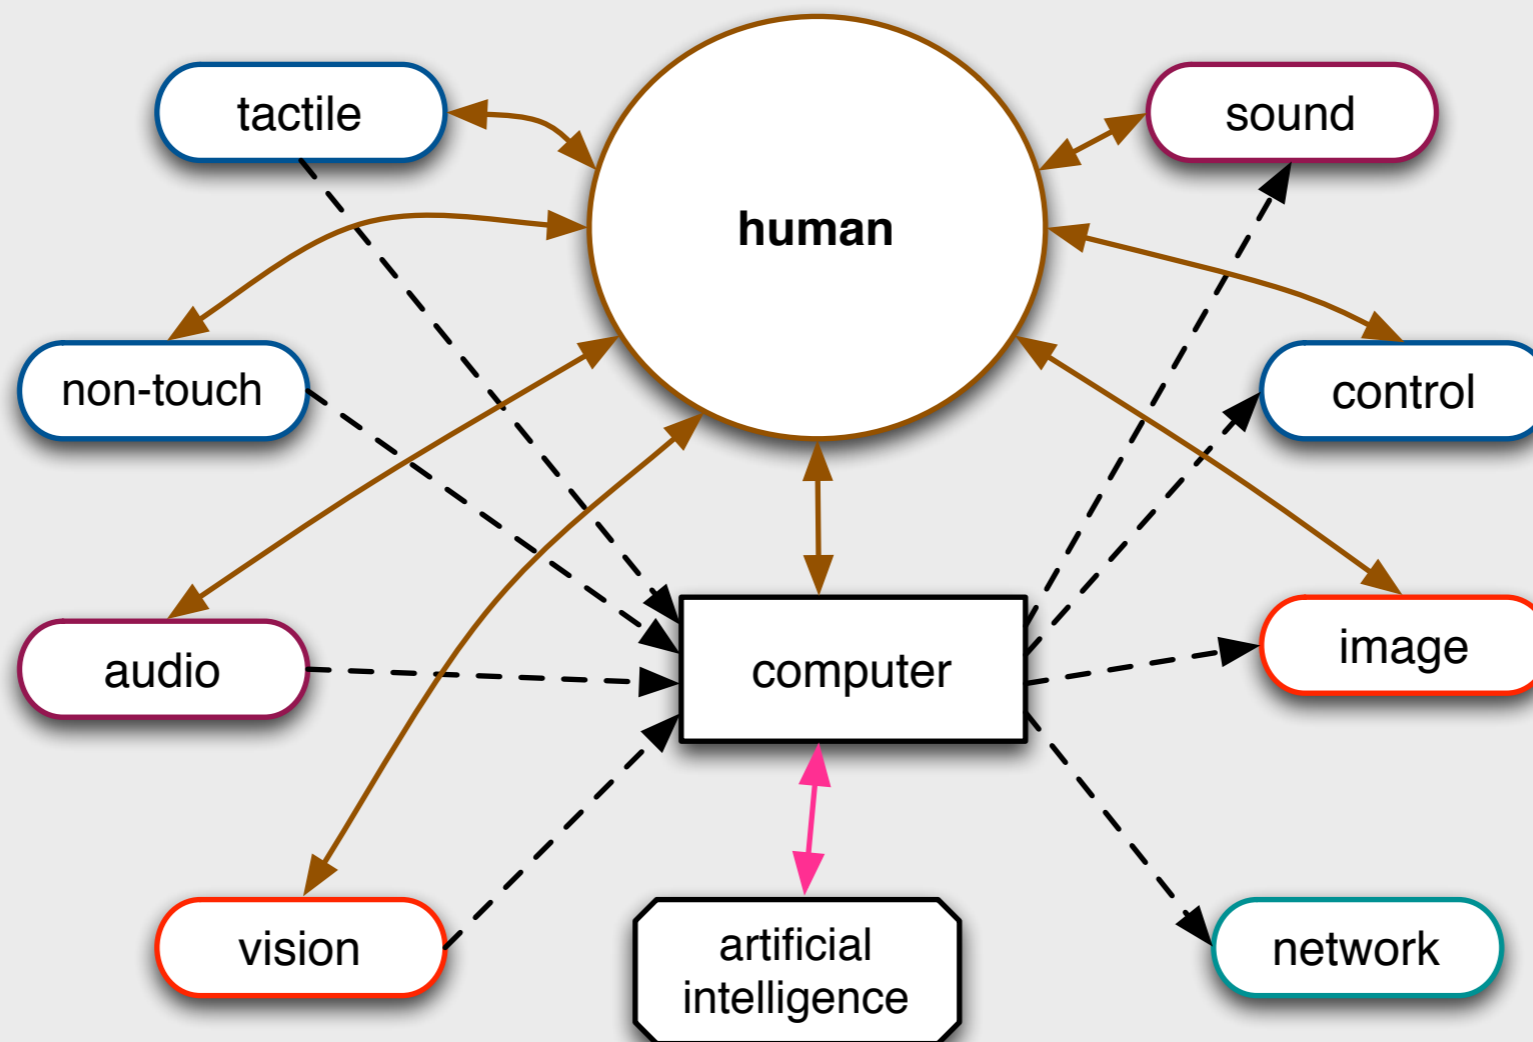 tactile
sound
human
non-touch
control
audio
computer
image
vision
artificial
intelligence
network